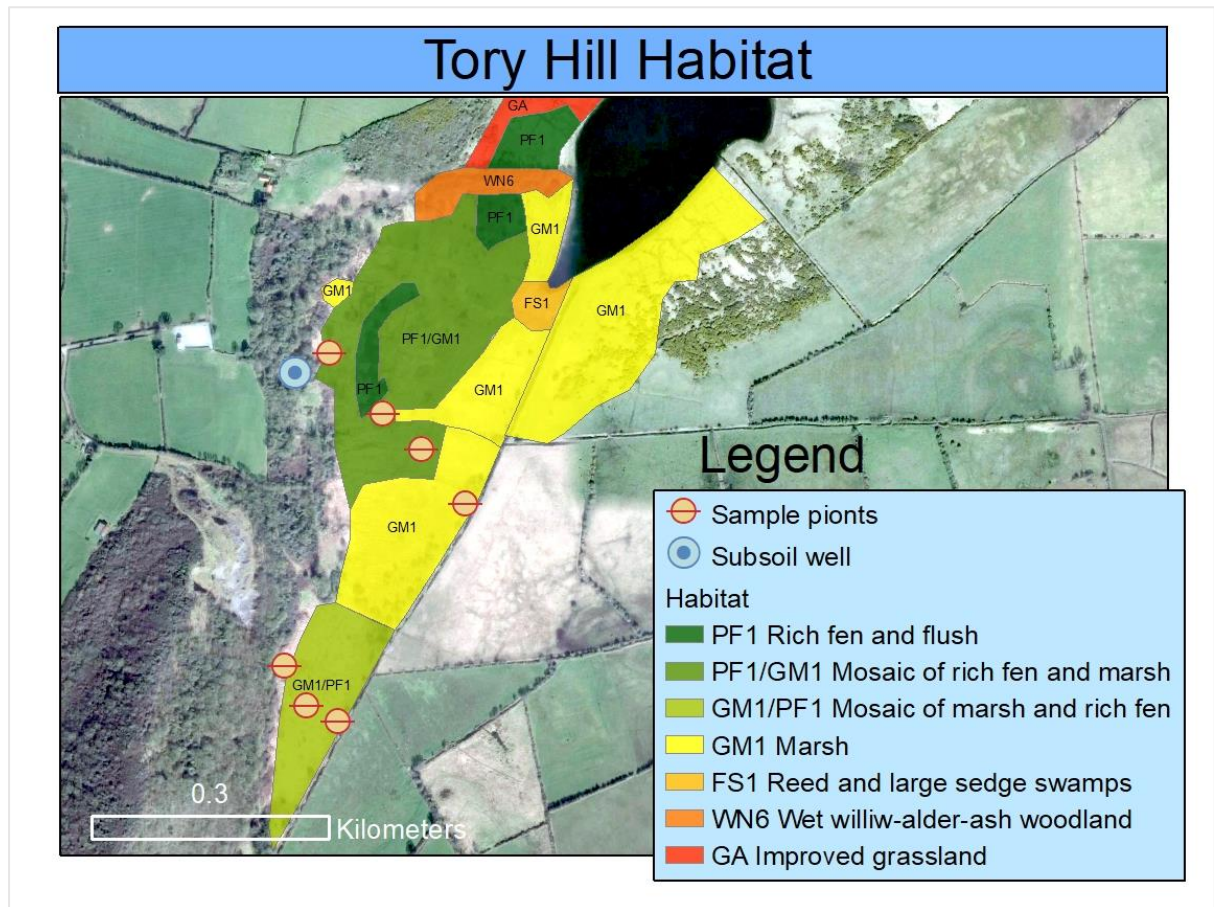 Tory Hill Habitat
GA
PF1
WN6
PF1
GM1
GM1
FS1
GM1
PF1/GM1
PF1
GM1
GM1
GM1/PF1
0.3
Kilometers
Legend
Sample pionts
Subsoil well
Habitat
PF1 Rich fen and flush
PF1/GM1 Mosaic of rich fen and marsh
GM1/PF1 Mosaic of marsh and rich fen
GM1 Marsh
FS1 Reed and large sedge swamps
WN6 Wet williw-alder-ash woodland
GA Improved grassland